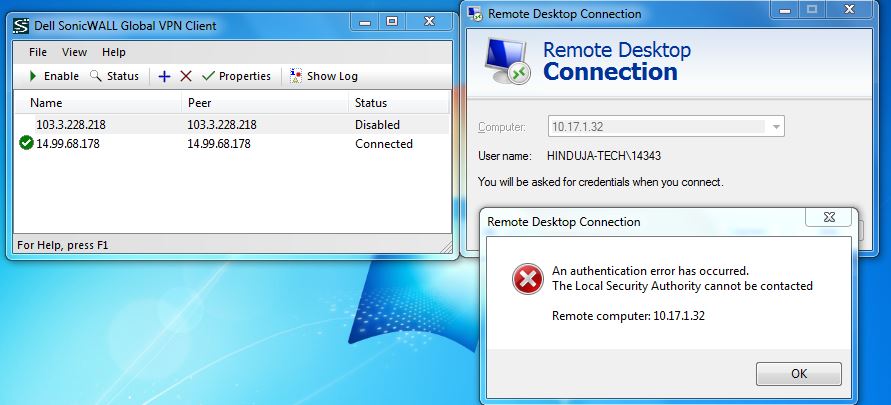 Dell SonicWALL Global VPN Client
File View Help
Enable Status Properties Show Log
Name Peer Status
103.3.228.218 103.3.228.218 Disabled
14.99.68.178 14.99.68.178 Connected
For Help, press F1
Remote Desktop Connection
Remote Desktop
Connection
Computer: 10.17.1.32
User name: HINDUJA-TECH\14343
You will be asked for credentials when you connect.
Remote Desktop Connection
An authentication error has occurred.
The Local Security Authority cannot be contacted
Remote computer: 10.17.1.32
OK